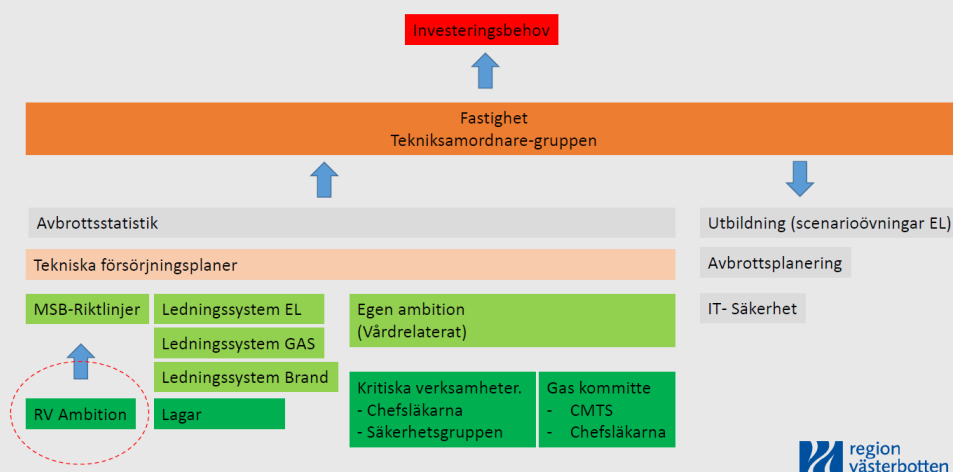 Investeringsbehov
Fastighet
Tekniksamordnare-gruppen
Avbrottsstatistik
Utbildning (scenarioövningar EL)
Tekniska försörjningsplaner
Avbrottsplanering
MSB-Riktlinjer
Ledningssystem EL
Egen ambition
(Vårdrelaterat)
IT- Säkerhet
Ledningssystem GAS
Ledningssystem Brand
RV Ambition
Lagar
Kritiska verksamheter.
- Chefsläkarna
- Säkerhetsgruppen
Gas kommitte
- CMTS
- Chefsläkarna
region
västerbotten